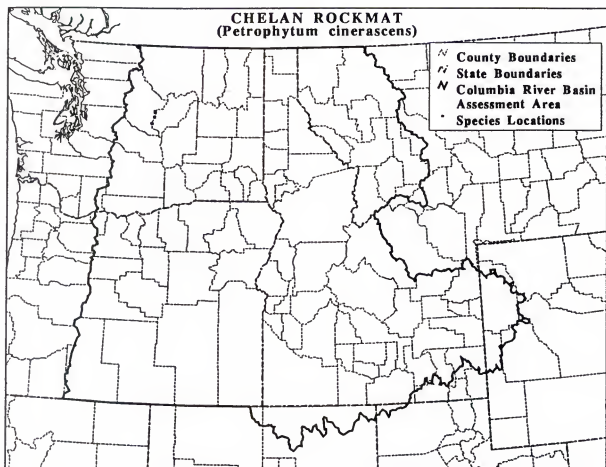 CHELAN ROCKMAT
(Petrophytum cinerascens)
County Boundaries
State Boundaries
Columbia River Basin
Assessment Area
Species Locations